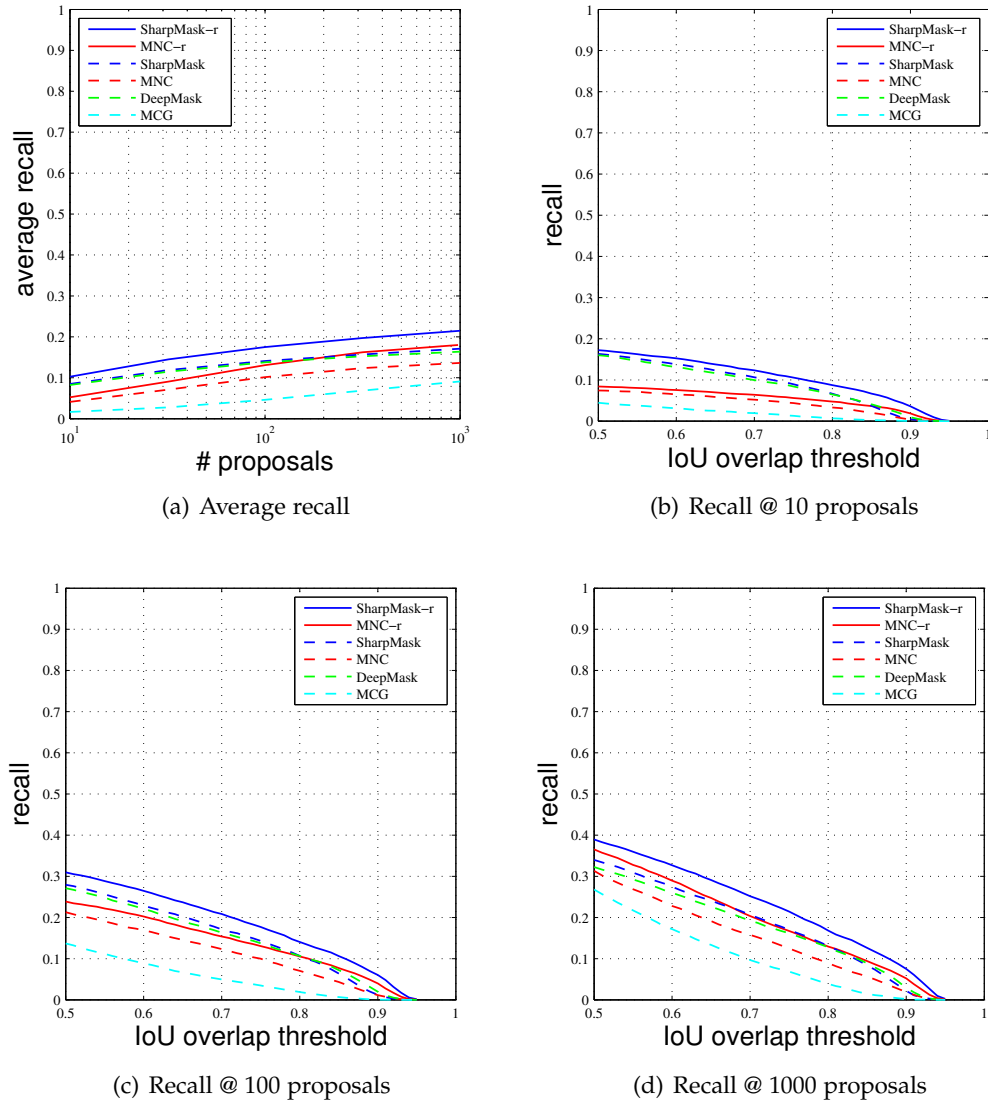 1
0.9
0.8
0.7
0.6
0.5
0.4
0.3
0.2
0.1
0
average recall
SharpMask−r
MNC−r
SharpMask
MNC
DeepMask
MCG
10^1
10^2
10^3
# proposals
(a) Average recall
1
0.9
0.8
0.7
0.6
0.5
0.4
0.3
0.2
0.1
0
recall
SharpMask−r
MNC−r
SharpMask
MNC
DeepMask
MCG
0.5 0.6 0.7 0.8 0.9 1
IoU overlap threshold
(b) Recall @ 10 proposals
1
0.9
0.8
0.7
0.6
0.5
0.4
0.3
0.2
0.1
0
recall
SharpMask−r
MNC−r
SharpMask
MNC
DeepMask
MCG
0.5 0.6 0.7 0.8 0.9 1
IoU overlap threshold
(c) Recall @ 100 proposals
1
0.9
0.8
0.7
0.6
0.5
0.4
0.3
0.2
0.1
0
recall
SharpMask−r
MNC−r
SharpMask
MNC
DeepMask
MCG
0.5 0.6 0.7 0.8 0.9 1
IoU overlap threshold
(d) Recall @ 1000 proposals